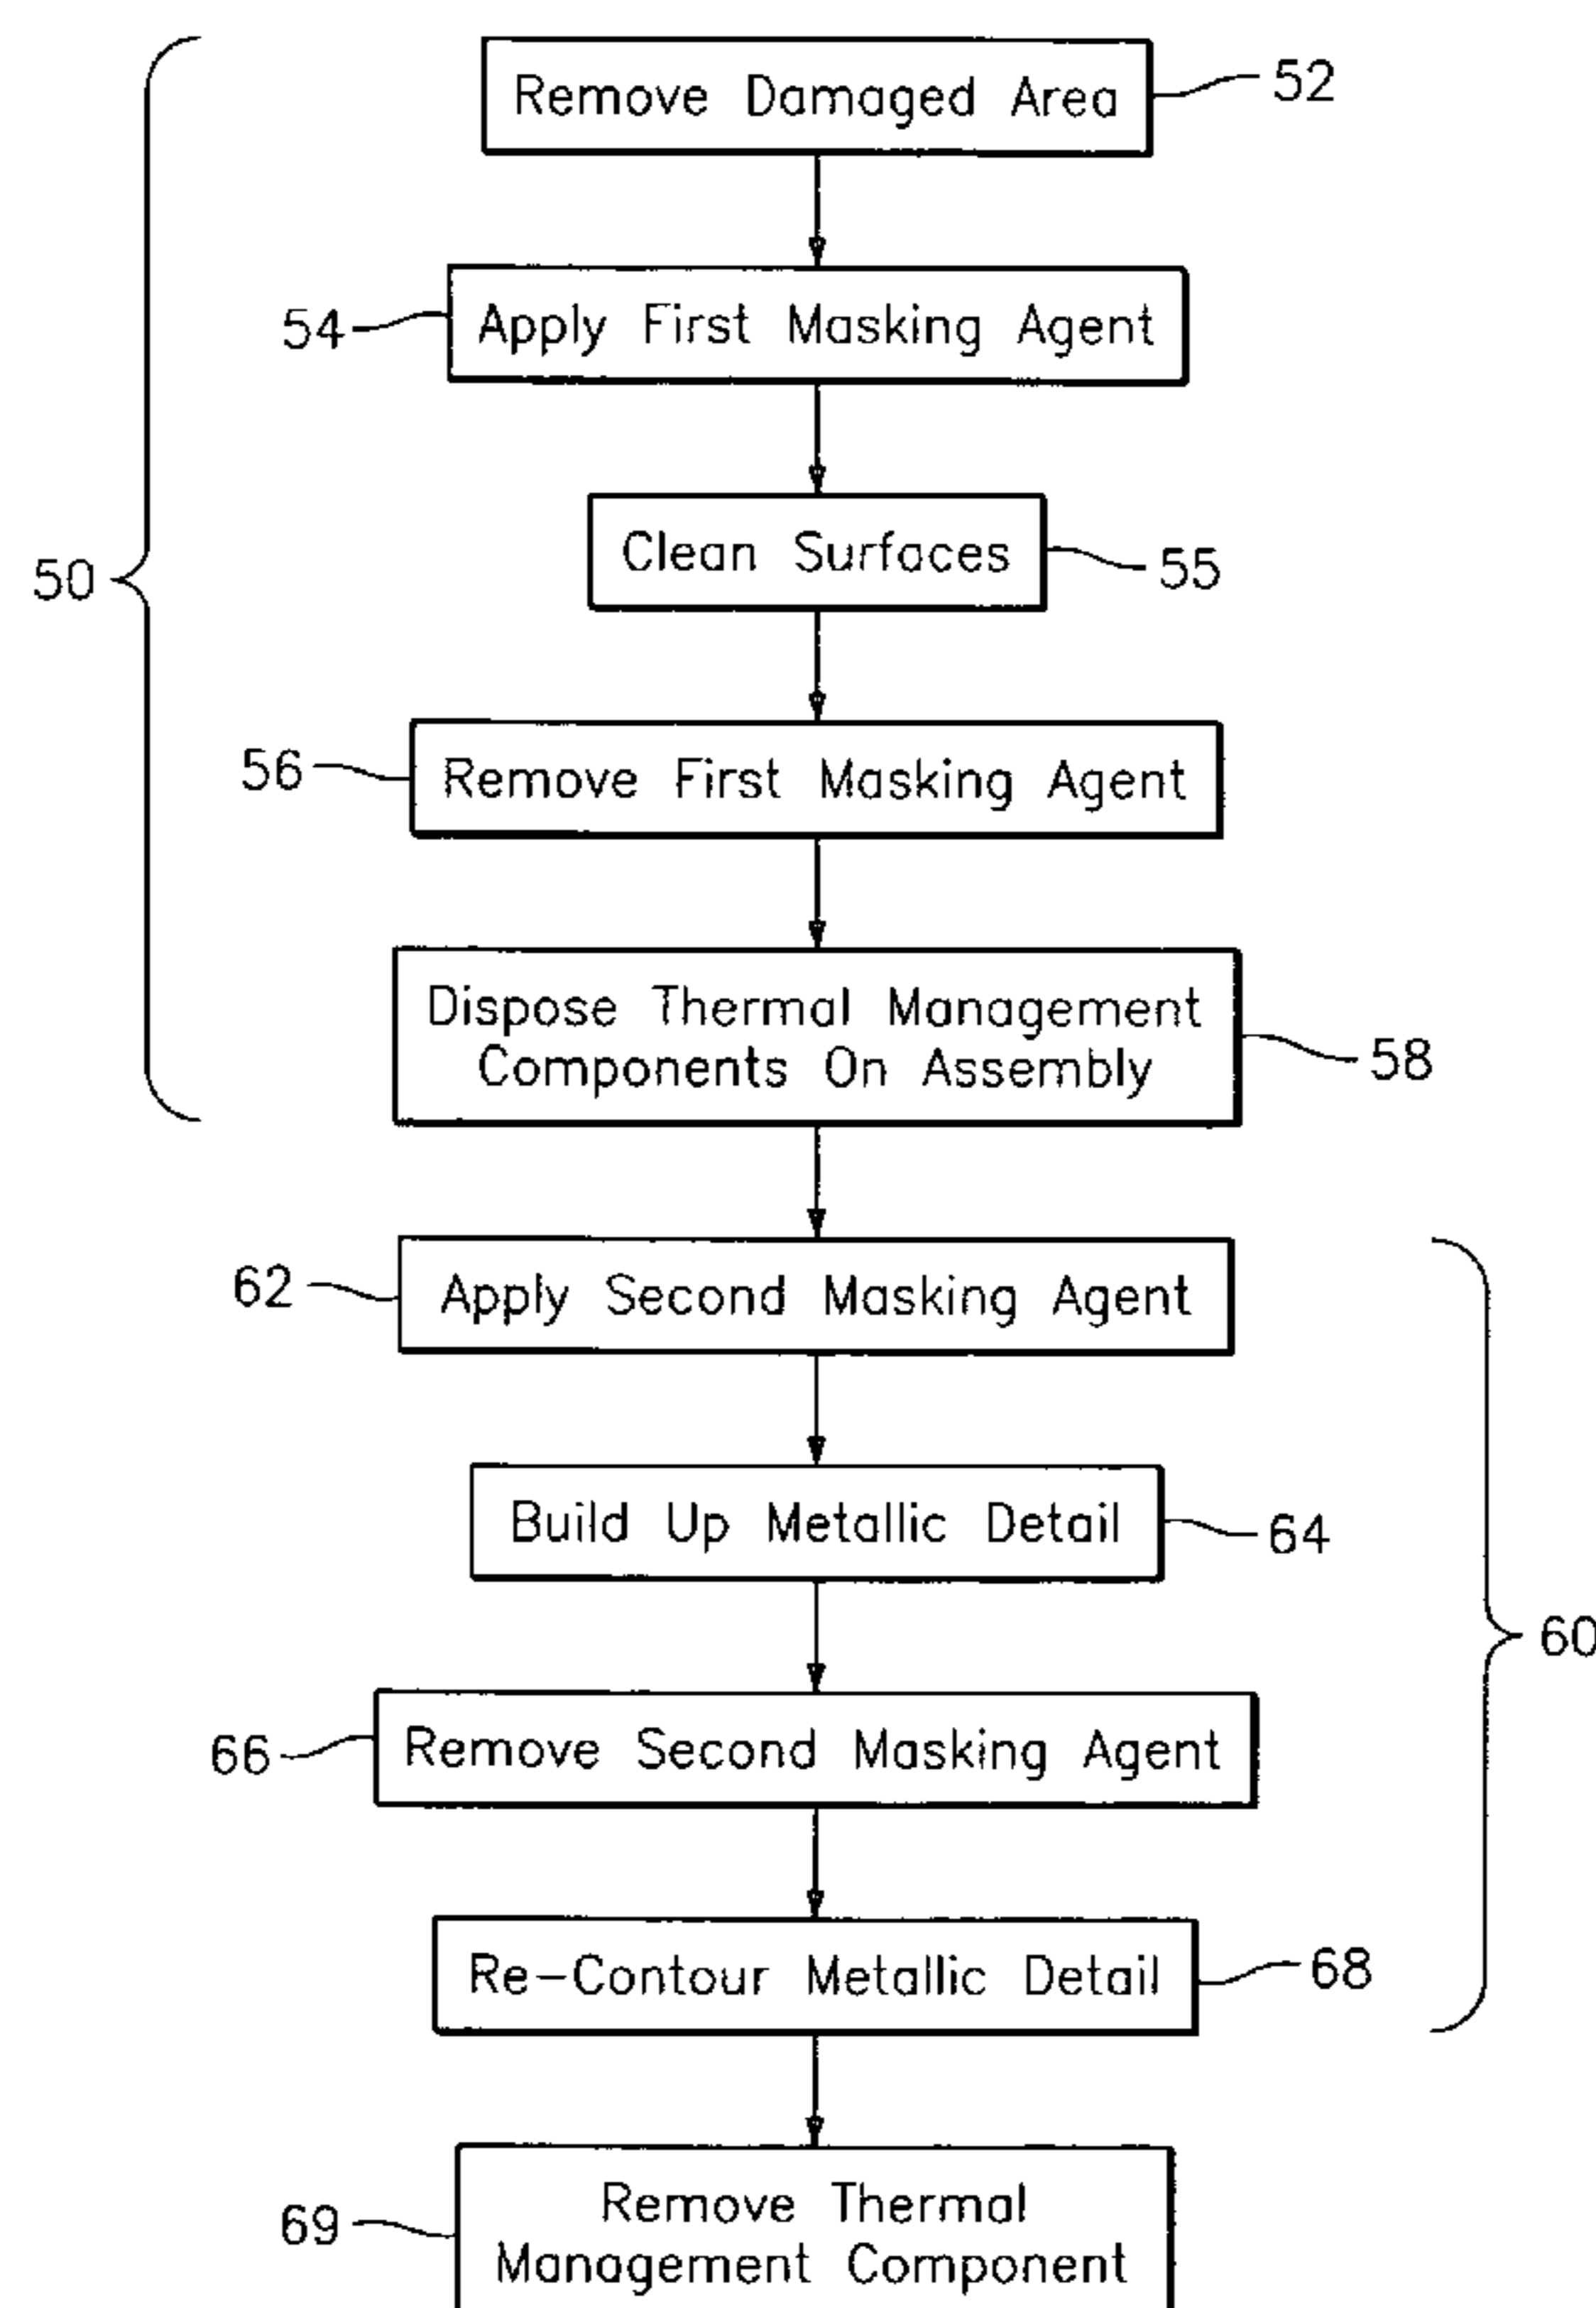 Remove Damaged Area
52
54
Apply First Masking Agent
Clean Surfaces
55
50
56
Remove First Masking Agent
Dispose Thermal Management
Components On Assembly
58
62
Apply Second Masking Agent
Build Up Metallic Detail
64
60
66
Remove Second Masking Agent
Re-Contour Metallic Detail
68
69
Remove Thermal
Management Component